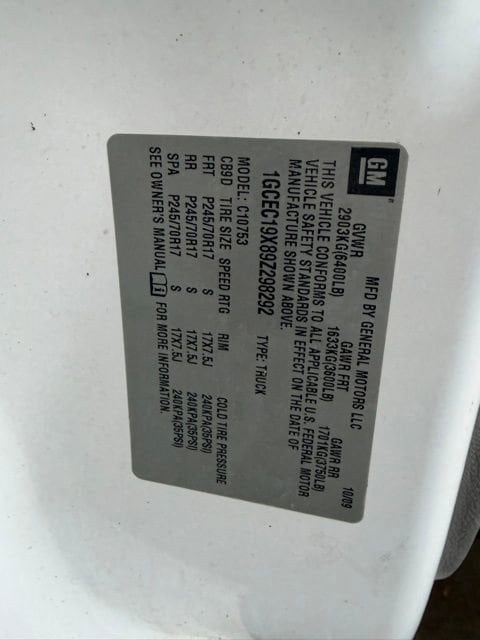 GM
MFD BY GENERAL MOTORS LLC 10/09
GVWR GAWR FRT GAWR RR
2903KG(6400LB) 1633KG(3600LB) 1701KG(3750LB)
THIS VEHICLE CONFORMS TO ALL APPLICABLE U.S. FEDERAL MOTOR
VEHICLE SAFETY STANDARDS IN EFFECT ON THE DATE OF
MANUFACTURE SHOWN ABOVE.
1GCEC19X89Z298292 TYPE: TRUCK
MODEL: C10753
CB9D TIRE SIZE SPEED RTG RIM COLD TIRE PRESSURE
FRT P245/70R17 S 17X7.5J 240KPA(35PSI)
RR P245/70R17 S 17X7.5J 240KPA(35PSI)
SPA P245/70R17 S 17X7.5J 240KPA(35PSI)
SEE OWNER'S MANUAL FOR MORE INFORMATION.